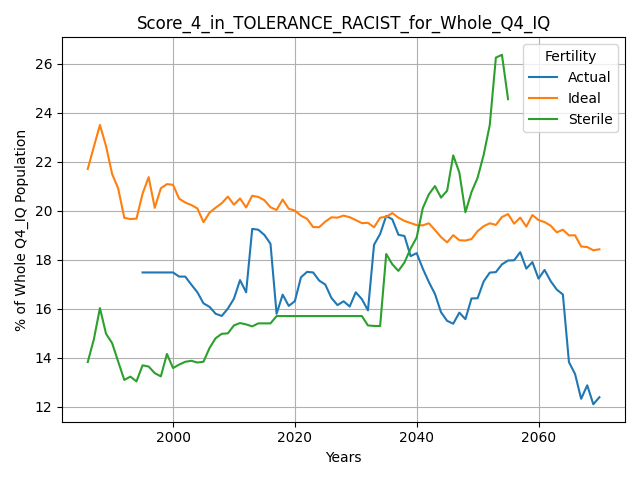 Score_4_in_TOLERANCE_RACIST_for_Whole_Q4_IQ
Fertility
Actual
Ideal
Sterile
% of Whole Q4_IQ Population
26
24
22
20
18
16
14
12
2000 2020 2040 2060
Years